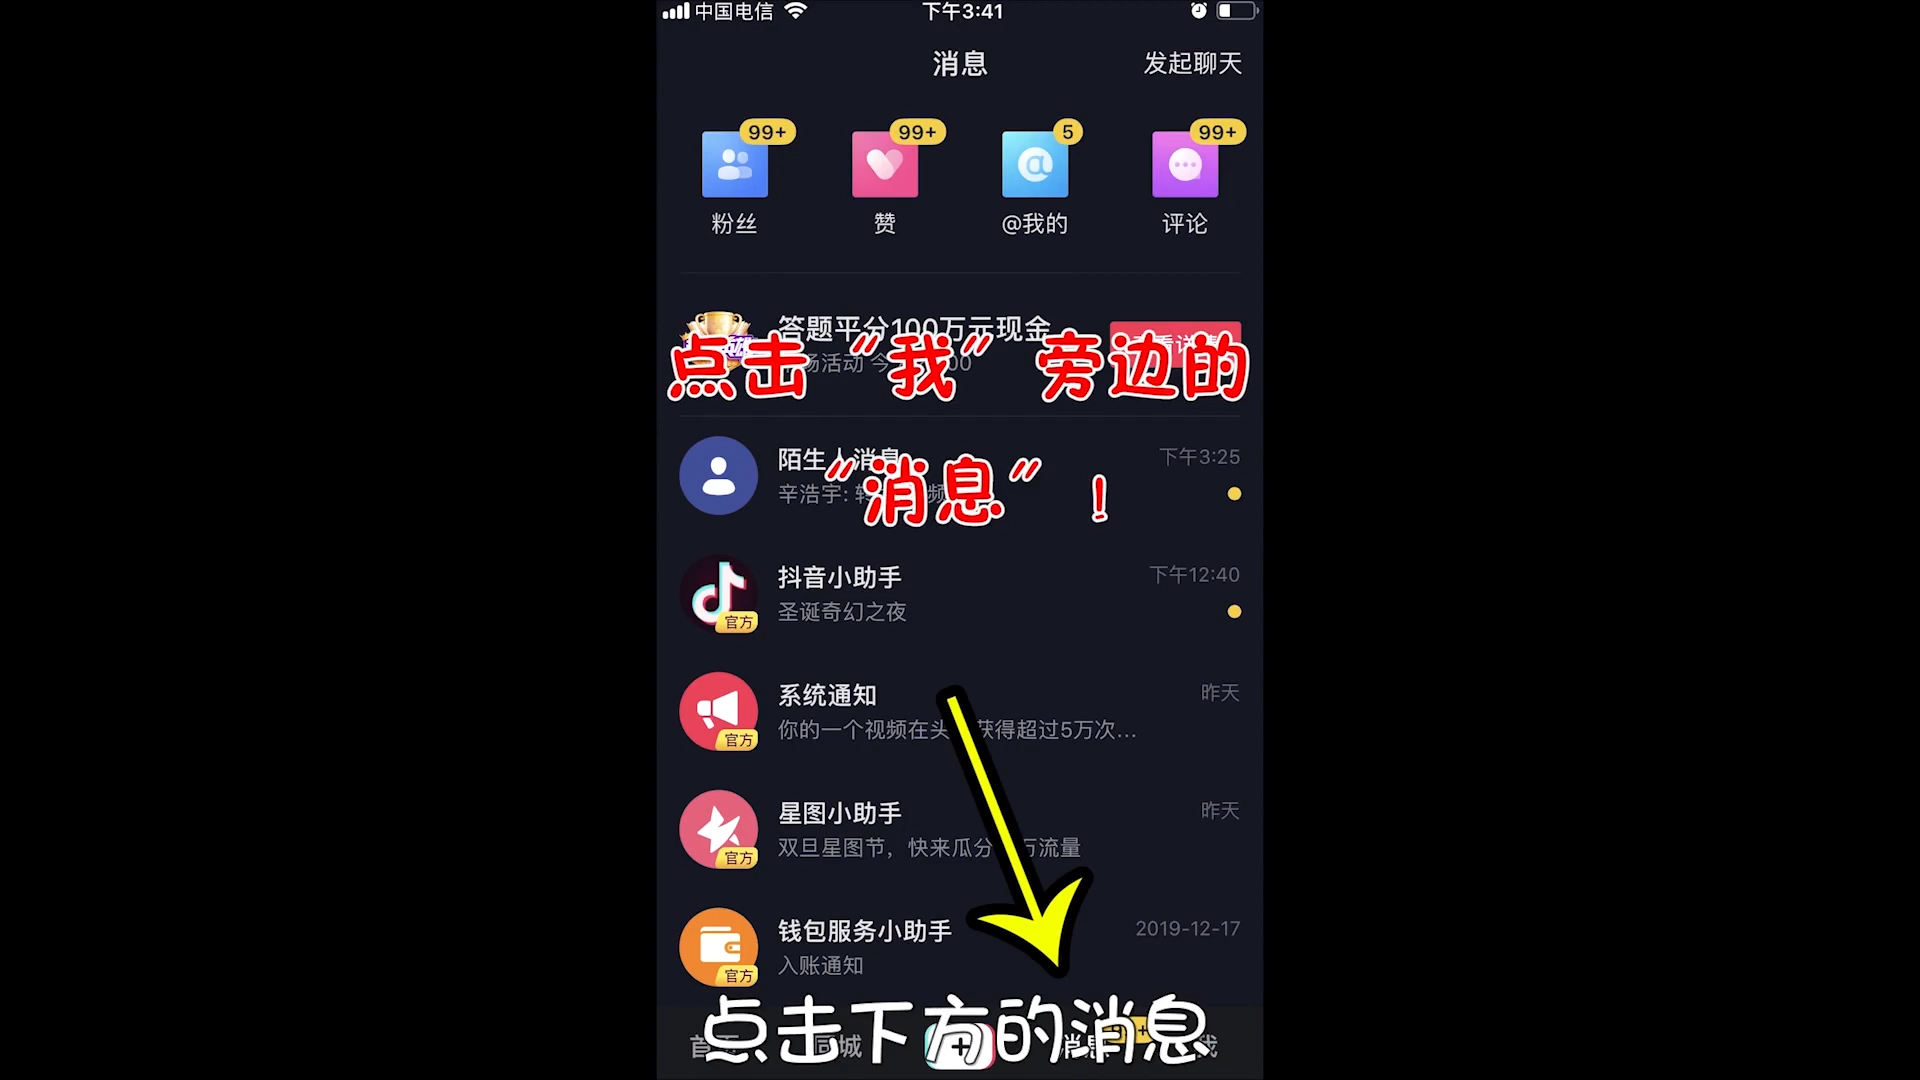 中国电信 下午3:41
消息 发起聊天
99+ 99+ 5 99+
粉丝 赞 @我的 评论
答题平分100万元现金
点击“我”旁边的
陌生人消息 下午3:25
“消息”！
辛浩宇:
抖音小助手 下午12:40
圣诞奇幻之夜
官方
系统通知 昨天
你的一个视频在头 获得超过5万次...
官方
星图小助手 昨天
双旦星图节，快来瓜分 万流量
官方
钱包服务小助手 2019-12-17
入账通知
官方
点击下方的消息